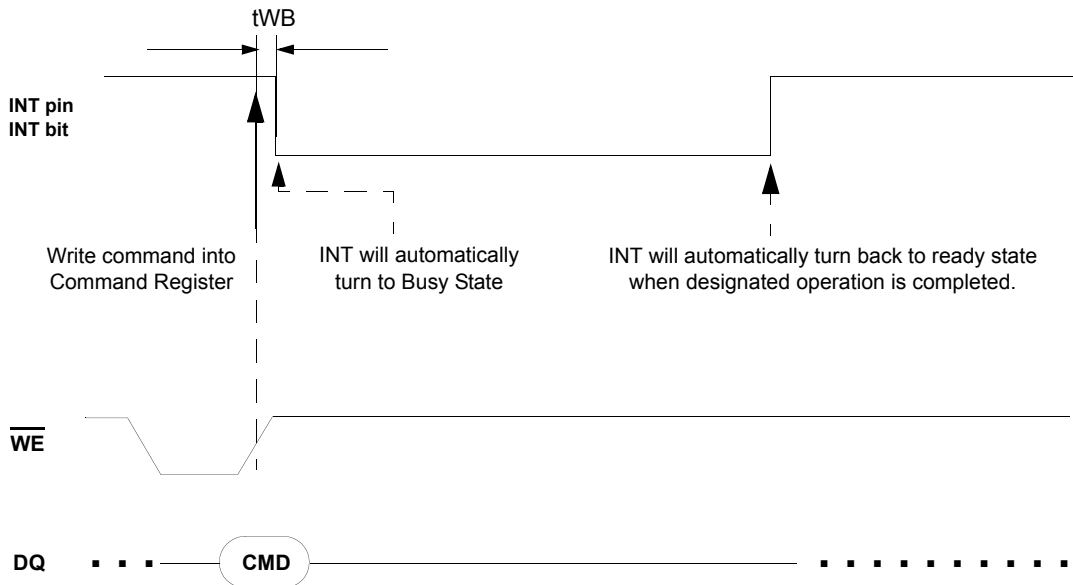 tWB
INT pin
INT bit
Write command into
Command Register
INT will automatically
turn to Busy State
INT will automatically turn back to ready state
when designated operation is completed.
WE
DQ
CMD